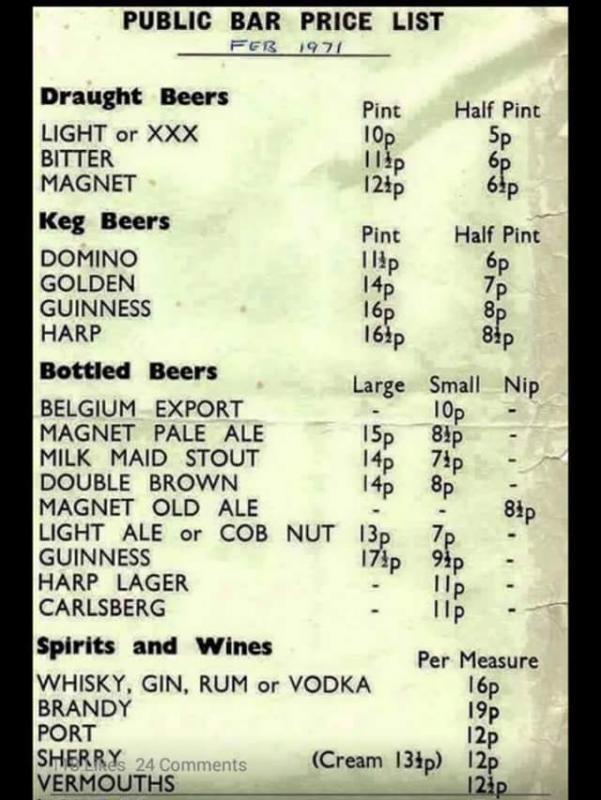 PUBLIC BAR PRICE LIST
FEB 1971
Draught Beers Pint Half Pint
LIGHT or XXX 10p 5p
BITTER 11½p 6p
MAGNET 12½p 6½p
Keg Beers Pint Half Pint
DOMINO 11½p 6p
GOLDEN 14p 7p
GUINNESS 16p 8p
HARP 16½p 8½p
Bottled Beers Large Small Nip
BELGIUM EXPORT - 10p -
MAGNET PALE ALE 15p 8½p -
MILK MAID STOUT 14p 7½p -
DOUBLE BROWN 14p 8p -
MAGNET OLD ALE - - 8½p
LIGHT ALE or COB NUT 13p 7p -
GUINNESS 17½p 9½p -
HARP LAGER - 11p -
CARLSBERG - 11p -
Spirits and Wines Per Measure
WHISKY, GIN, RUM or VODKA 16p
BRANDY 19p
PORT 12p
SHERRY (Cream 13½p) 12p
Likes 24 Comments
VERMOUTHS 12½p